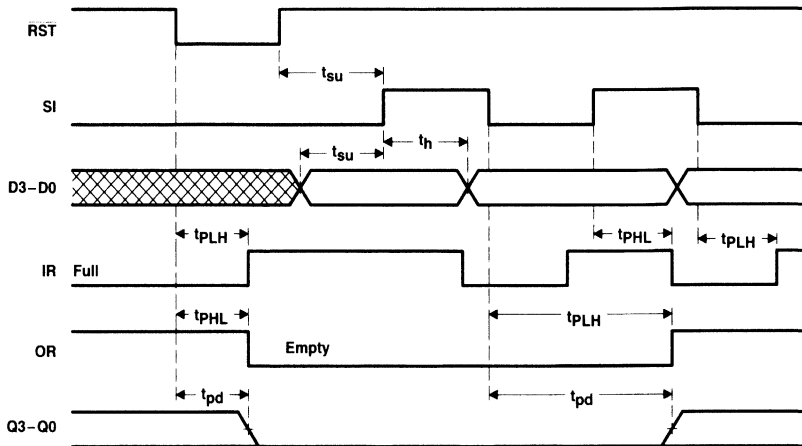 RST
t_su
SI
t_su
t_h
D3–D0
t_PLH
t_PHL
t_PLH
IR
Full
t_PHL
t_PLH
OR
Empty
t_pd
t_pd
Q3–Q0